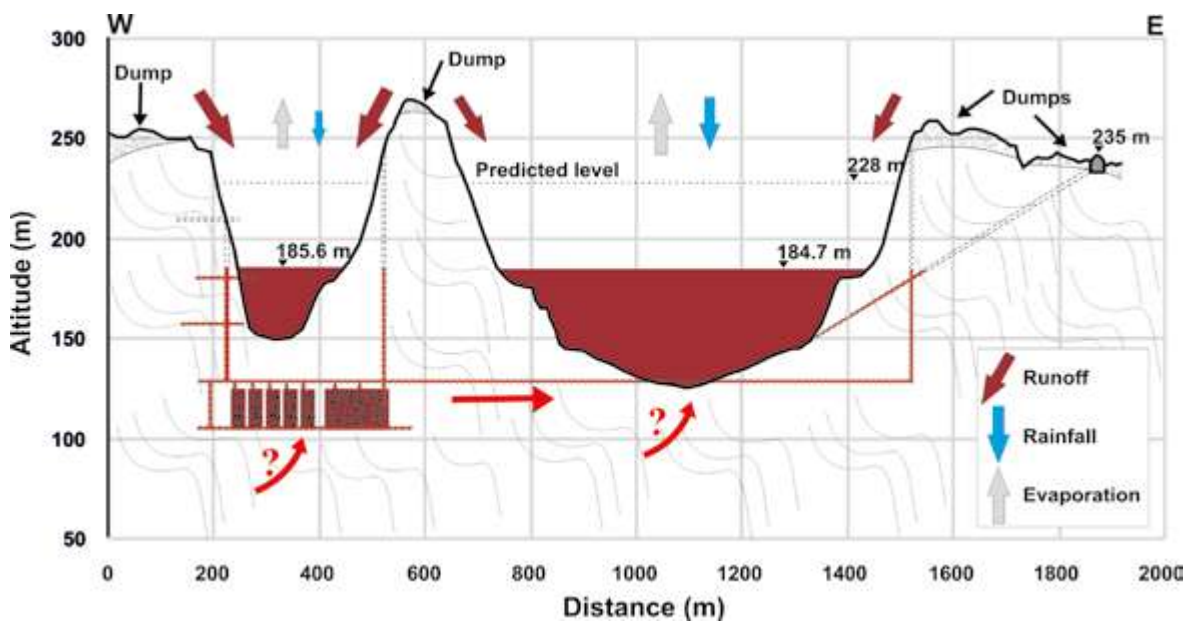 W
E
300
250
200
150
100
50
Altitude (m)
Dump
Dump
Dumps
235 m
Predicted level
228 m
185.6 m
184.7 m
?
?
Runoff
Rainfall
Evaporation
0
200
400
600
800
1000
1200
1400
1600
1800
2000
Distance (m)